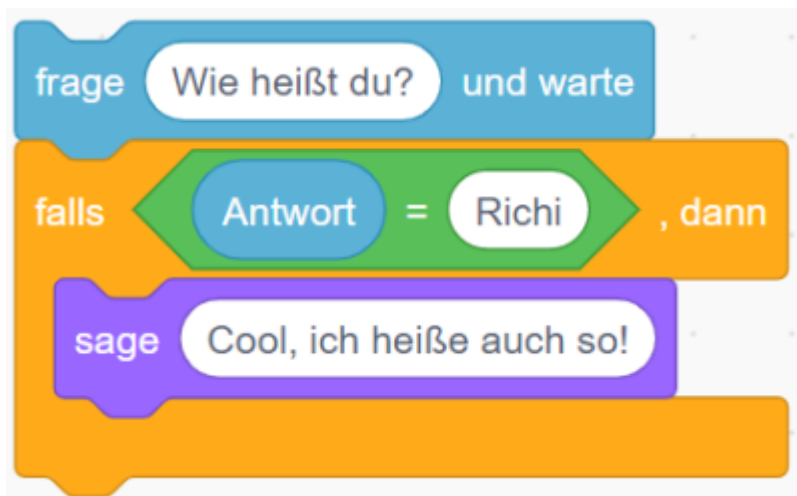 frage Wie heißt du? und warte
falls Antwort = Richi , dann
sage Cool, ich heiße auch so!